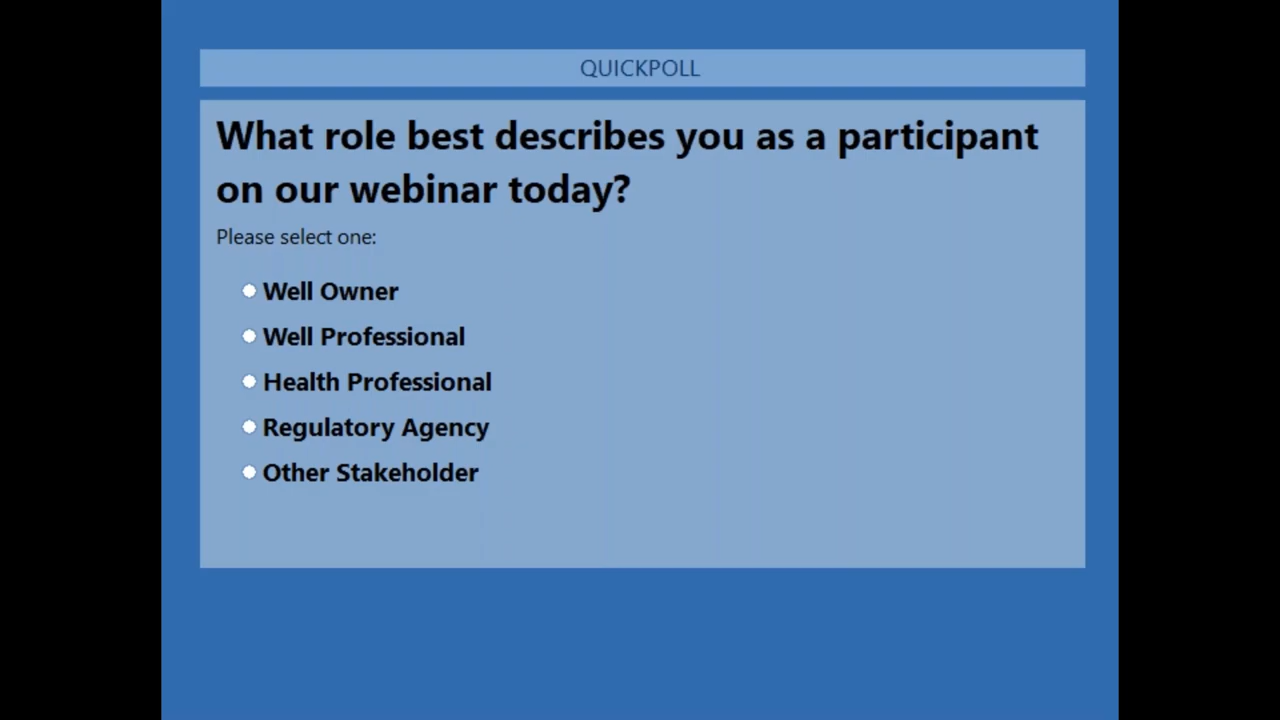 QUICKPOLL
What role best describes you as a participant
on our webinar today?
Please select one:
Well Owner
Well Professional
Health Professional
Regulatory Agency
Other Stakeholder